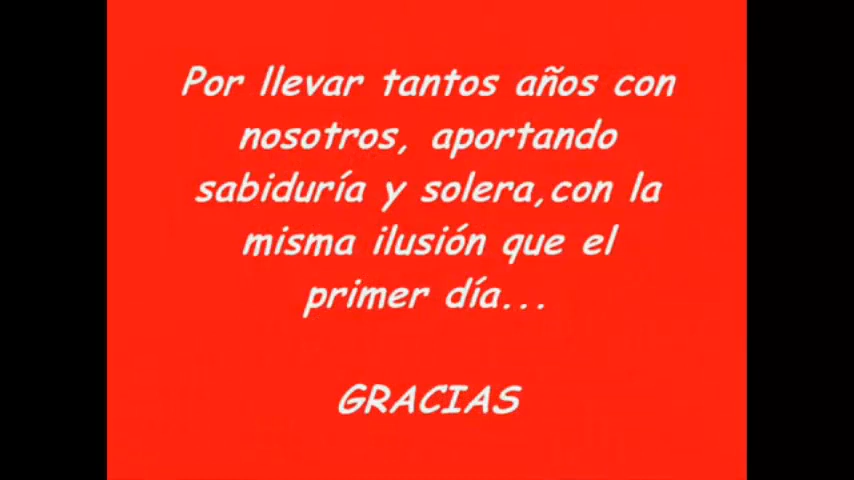 Por llevar tantos años con
nosotros, aportando
sabiduría y solera,con la
misma ilusión que el
primer día...
GRACIAS